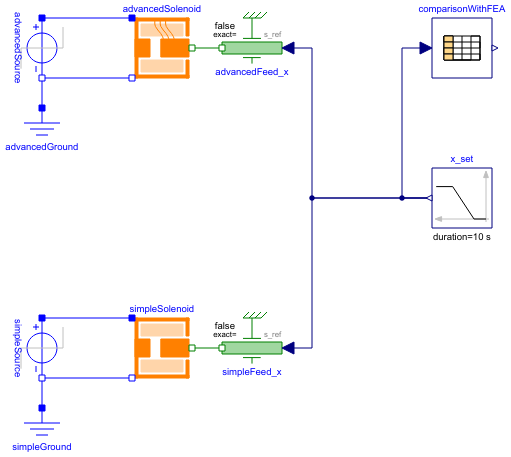 advancedSolenoid
comparisonWithFEA
advancedSource
+
false
exact=
s_ref
advancedFeed_x
advancedGround
x_set
duration=10 s
simpleSolenoid
simpleSource
+
false
exact=
s_ref
simpleFeed_x
simpleGround